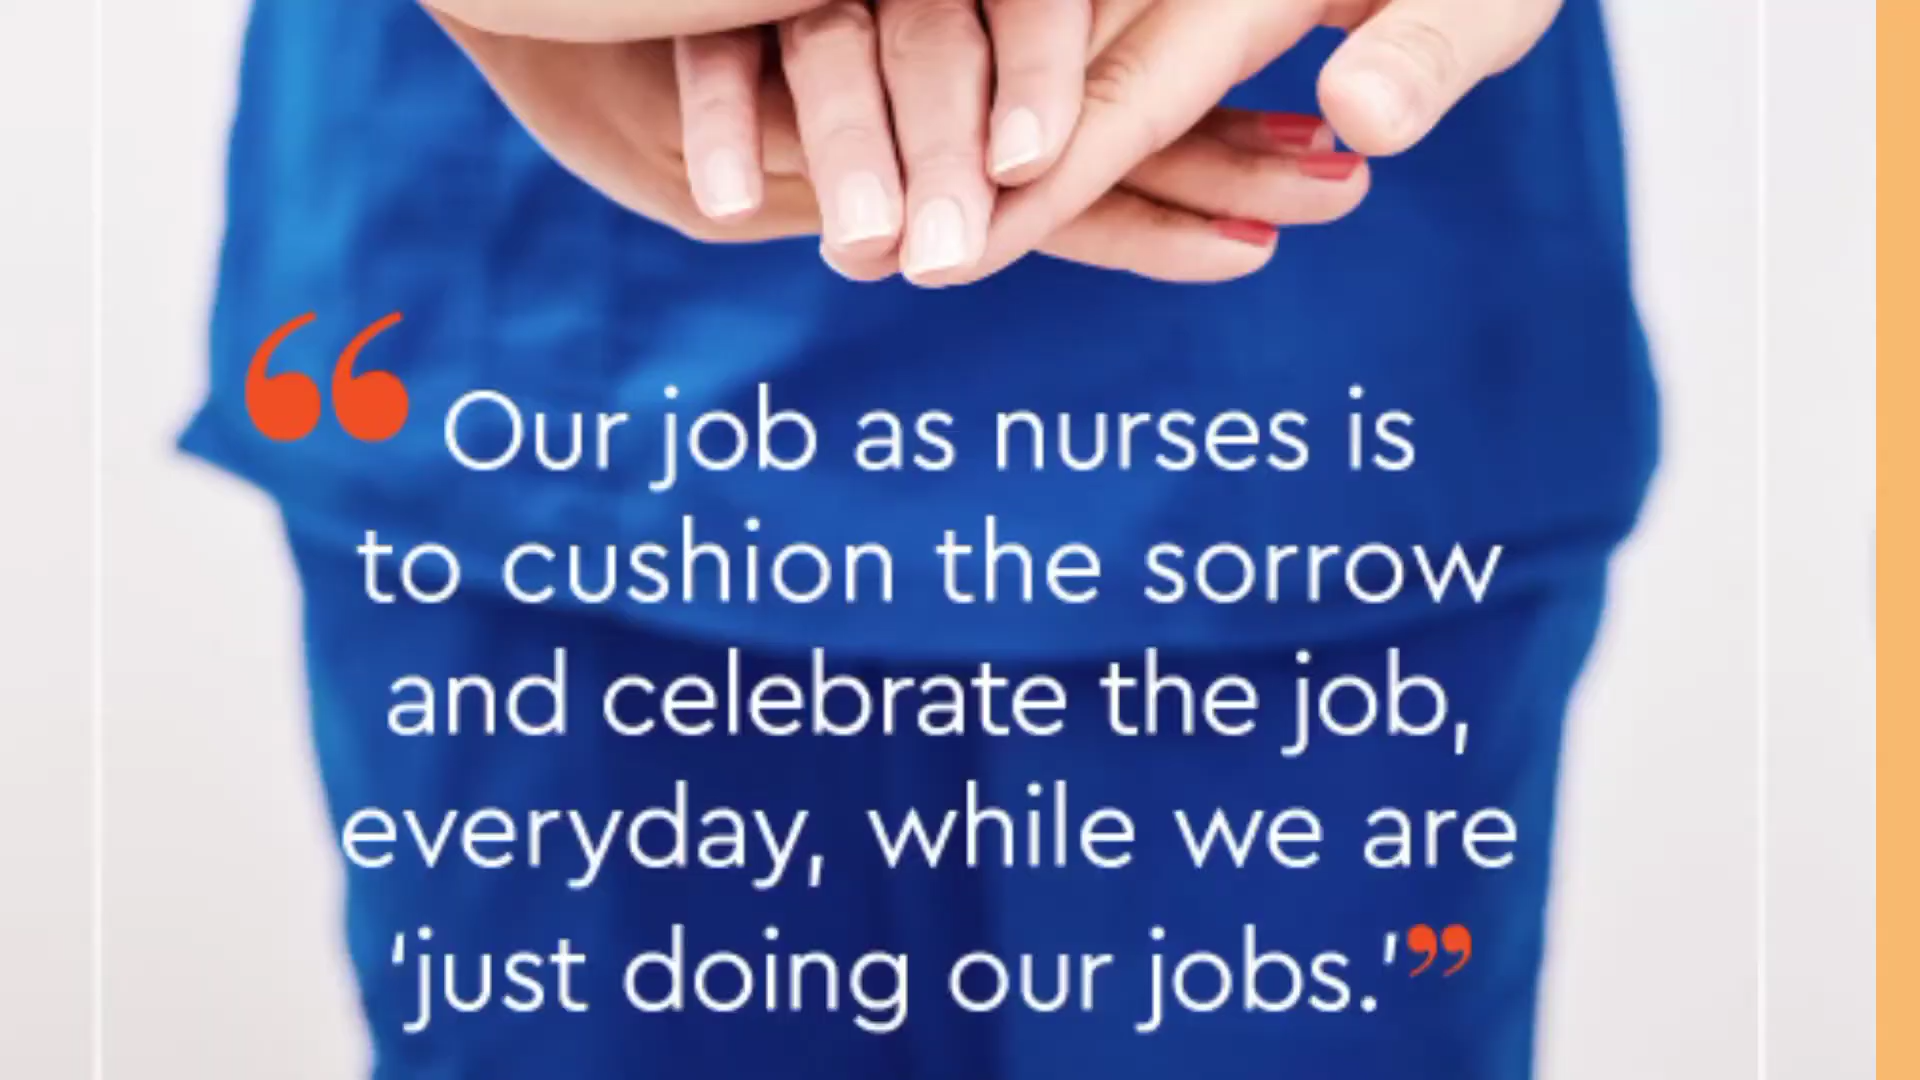 “Our job as nurses is
to cushion the sorrow
and celebrate the job,
everyday, while we are
‘just doing our jobs.’”